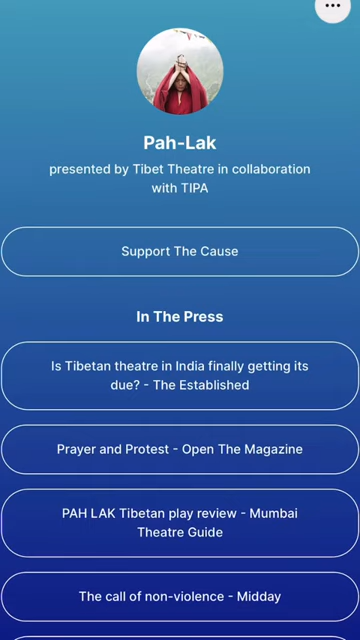 Pah-Lak
presented by Tibet Theatre in collaboration
with TIPA
Support The Cause
In The Press
Is Tibetan theatre in India finally getting its
due? - The Established
Prayer and Protest - Open The Magazine
PAH LAK Tibetan play review - Mumbai
Theatre Guide
The call of non-violence - Midday